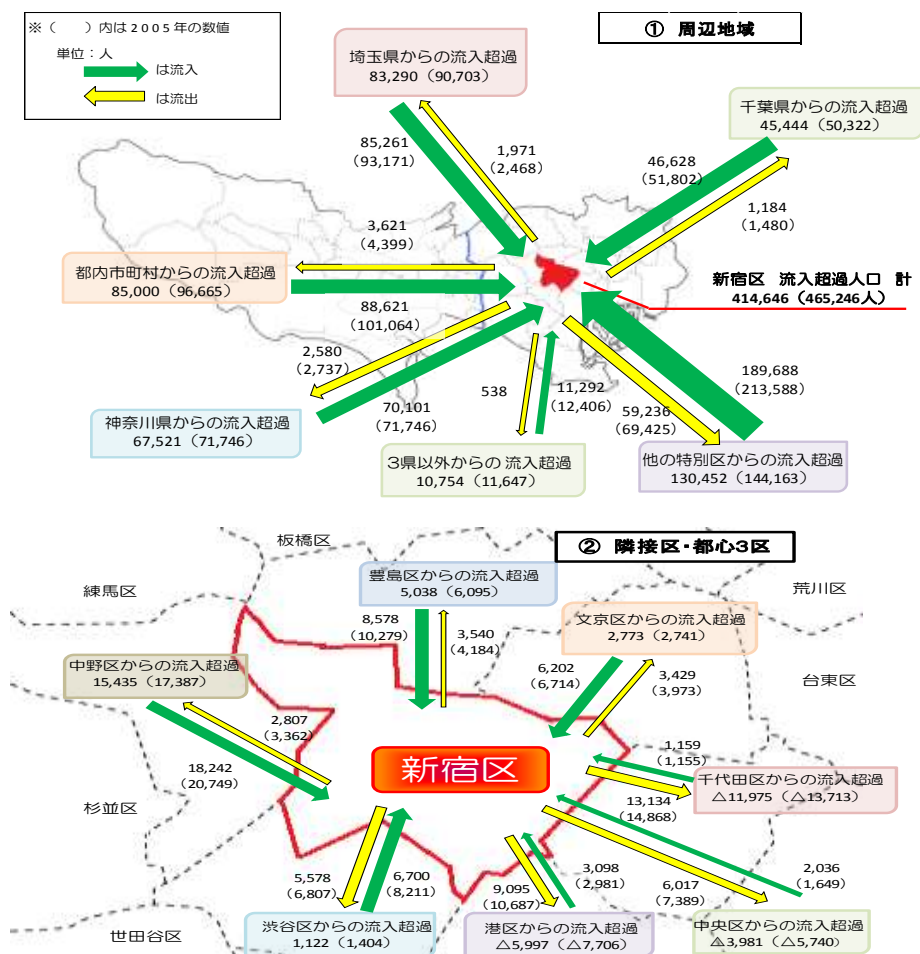 ※（　）内は2005年の数値
単位：人
は流入
は流出
① 周辺地域
埼玉県からの流入超過
83,290（90,703）
千葉県からの流入超過
45,444（50,322）
85,261
(93,171)
1,971
(2,468)
46,628
(51,802)
1,184
(1,480)
3,621
(4,399)
都内市町村からの流入超過
85,000（96,665）
88,621
(101,064)
新宿区　流入超過人口　計
414,646（465,246人）
2,580
(2,737)
70,101
(71,746)
538
11,292
(12,406)
59,236
(69,425)
189,688
(213,588)
神奈川県からの流入超過
67,521（71,746）
3県以外からの 流入超過
10,754（11,647）
他の特別区からの流入超過
130,452（144,163）
② 隣接区・都心3区
板橋区
練馬区
荒川区
豊島区からの流入超過
5,038（6,095）
文京区からの流入超過
2,773（2,741）
8,578
(10,279)
3,540
(4,184)
中野区からの流入超過
15,435（17,387）
6,202
(6,714)
3,429
(3,973)
台東区
2,807
(3,362)
18,242
(20,749)
新宿区
1,159
(1,155)
千代田区からの流入超過
△11,975（△13,713）
13,134
(14,868)
杉並区
5,578
(6,807)
6,700
(8,211)
9,095
(10,687)
3,098
(2,981)
6,017
(7,389)
2,036
(1,649)
世田谷区
渋谷区からの流入超過
1,122（1,404）
港区からの流入超過
△5,997（△7,706）
中央区からの流入超過
△3,981（△5,740）